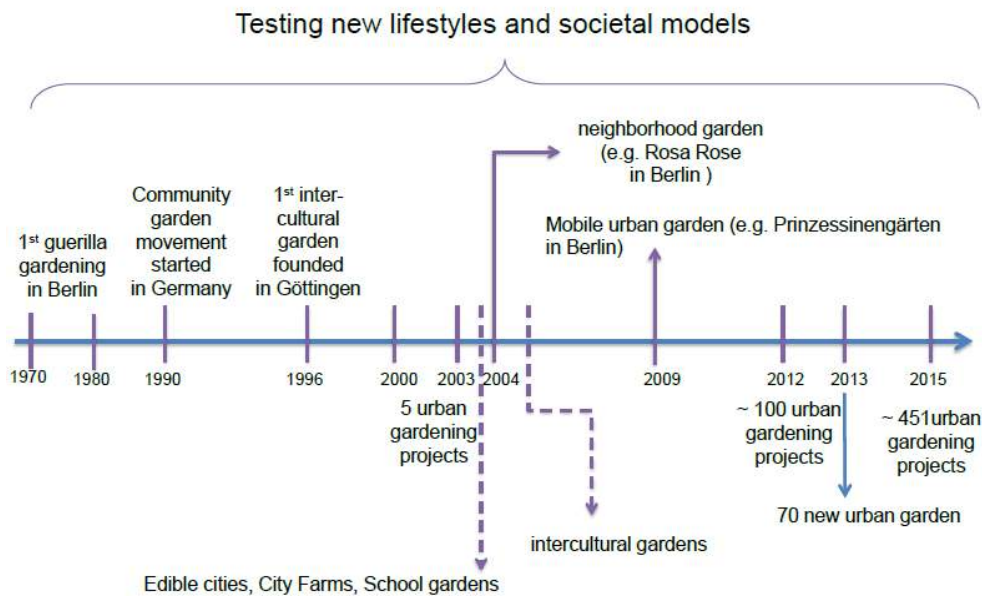 Testing new lifestyles and societal models
neighborhood garden
(e.g. Rosa Rose
in Berlin )
Mobile urban garden (e.g. Prinzessinengärten
in Berlin)
1st guerilla
gardening
in Berlin
Community
garden
movement
started
in Germany
1st inter-
cultural
garden
founded
in Göttingen
1970
1980
1990
1996
2000
2003
2004
2009
2012
2013
2015
5 urban
gardening
projects
~ 100 urban
gardening
projects
~ 451urban
gardening
projects
70 new urban garden
intercultural gardens
Edible cities, City Farms, School gardens